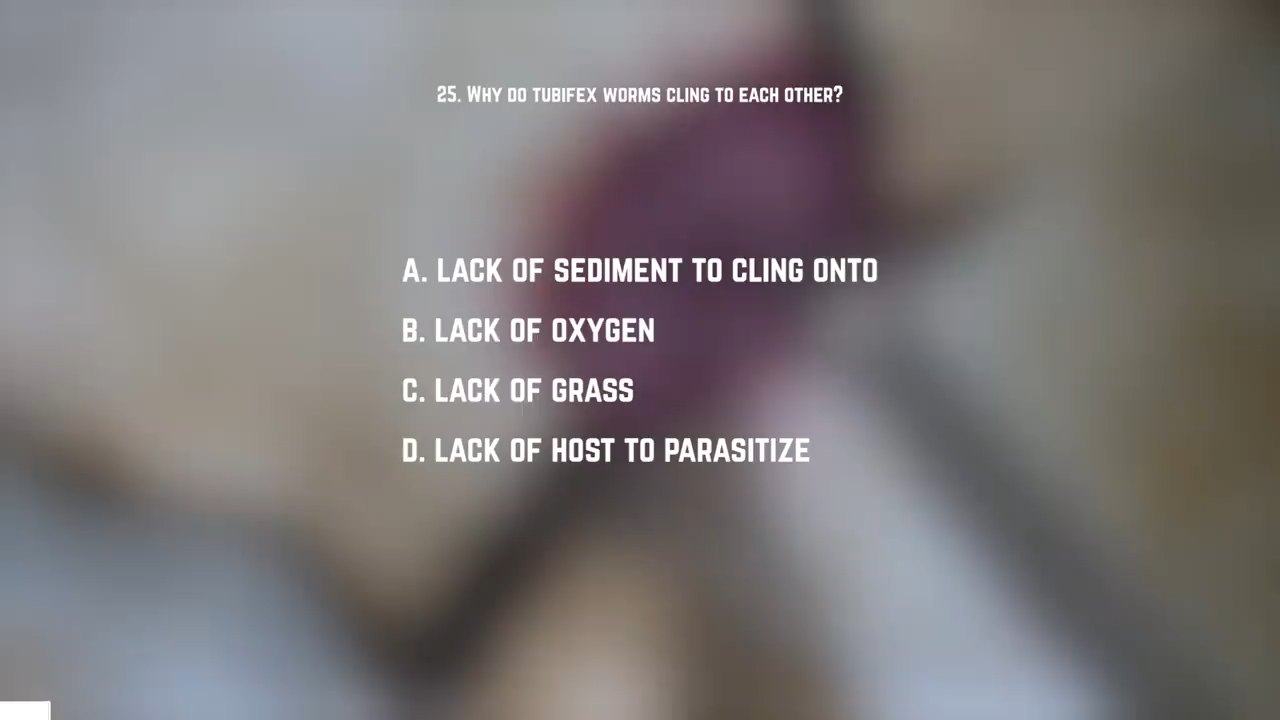 25. Why do tubifex worms cling to each other?
A. Lack of sediment to cling onto
B. Lack of oxygen
C. Lack of grass
D. Lack of host to parasitize